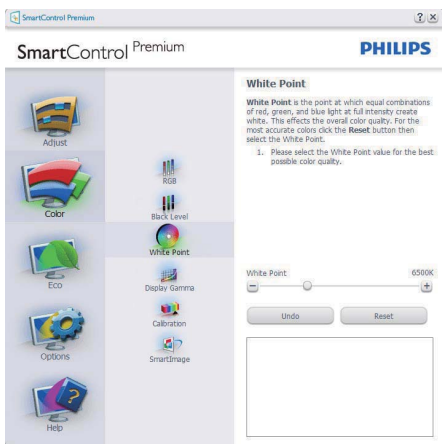 SmartControl Premium
? ×
SmartControl Premium
PHILIPS
Adjust
Color
Eco
Options
Help
RGB
Black Level
White Point
Display Gamma
Calibration
SmartImage
White Point
White Point is the point at which equal combinations
of red, green, and blue light at full intensity create
white. This effects the overall color quality. For the
most accurate colors click the Reset button then
select the White Point.
1. Please select the White Point value for the best
possible color quality.
White Point 6500K
Undo Reset